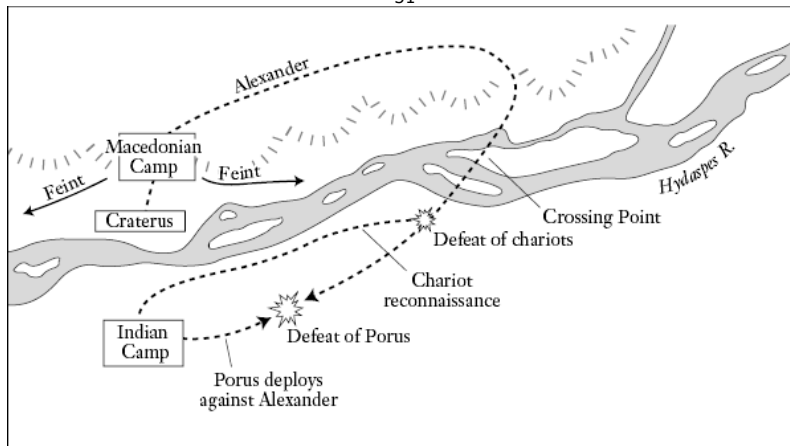 Alexander
Macedonian
Camp
Feint
Feint
Craterus
Hydaspes R.
Crossing Point
Defeat of chariots
Chariot
reconnaissance
Indian
Camp
Defeat of Porus
Porus deploys
against Alexander